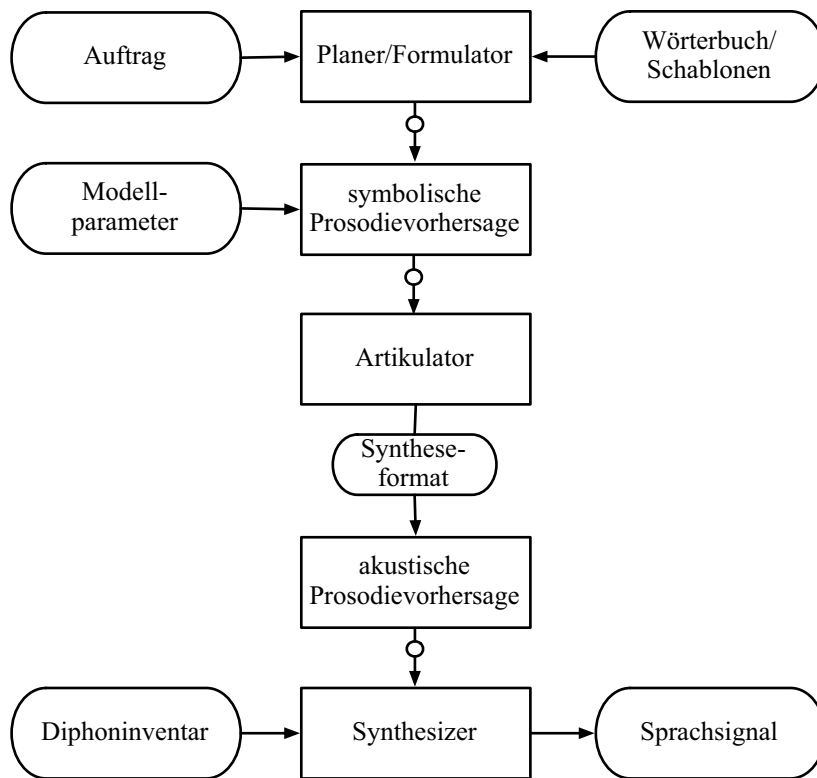 Auftrag
Planer/Formulator
Wörterbuch/
Schablonen
Modell-
parameter
symbolische
Prosodievorhersage
Artikulator
Synthese-
format
akustische
Prosodievorhersage
Diphoninventar
Synthesizer
Sprachsignal